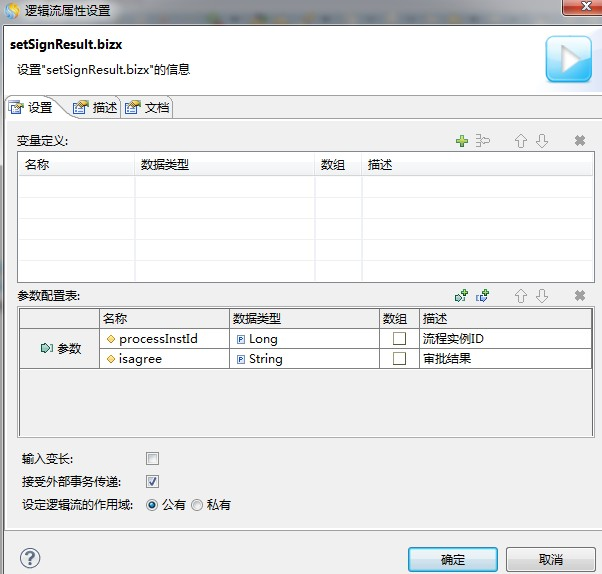 逻辑流属性设置
setSignResult.bizx
设置"setSignResult.bizx"的信息
设置 描述 文档
变量定义:
名称 数据类型 数组 描述
参数配置表:
名称 数据类型 数组 描述
参数 processInstId P Long 流程实例ID
isagree P String 审批结果
输入变长:
接受外部事务传递:
设定逻辑流的作用域: 公有 私有
? 确定 取消